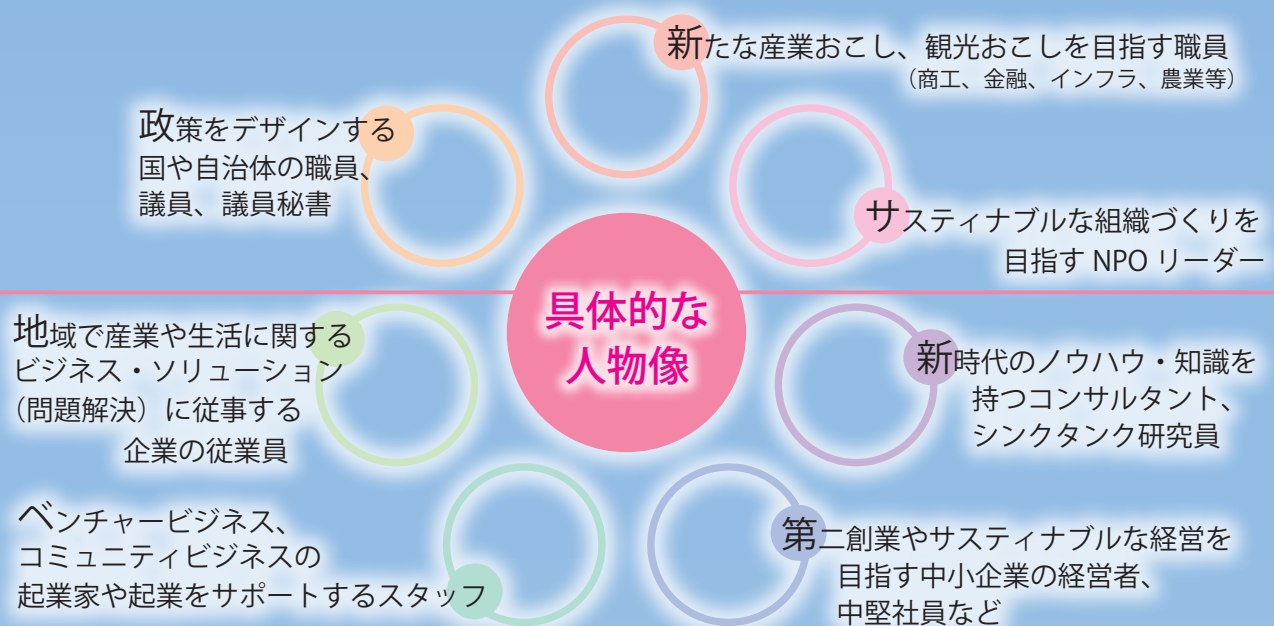 新たな産業おこし、観光おこしを目指す職員
（商工、金融、インフラ、農業等）
政策をデザインする
国や自治体の職員、
議員、議員秘書
サスティナブルな組織づくりを
目指す NPO リーダー
具体的な
人物像
地域で産業や生活に関する
ビジネス・ソリューション
（問題解決）に従事する
企業の従業員
新時代のノウハウ・知識を
持つコンサルタント、
シンクタンク研究員
ベンチャービジネス、
コミュニティビジネスの
起業家や起業をサポートするスタッフ
第二創業やサスティナブルな経営を
目指す中小企業の経営者、
中堅社員など